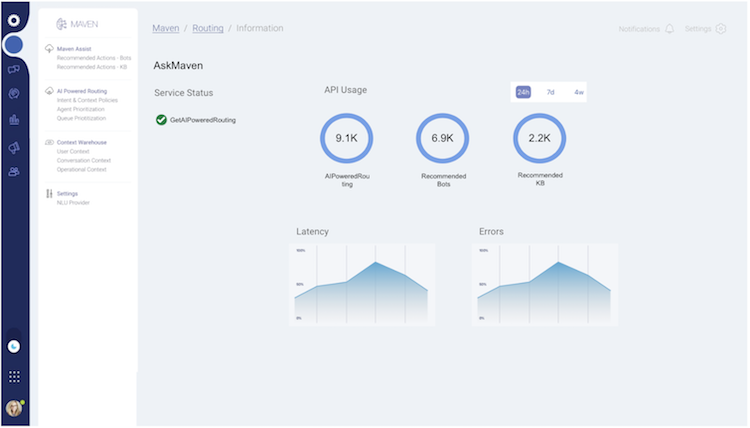 MAVEN
Maven Assist
Recommended Actions - Bots
Recommended Actions - KB
AI Powered Routing
Intent & Context Policies
Agent Prioritization
Queue Prioritization
Context Warehouse
User Context
Conversation Context
Operational Context
Settings
NLU Provider
Maven / Routing / Information
Notifications
Settings
AskMaven
Service Status
GetAIPoweredRouting
API Usage
24h 7d 4w
9.1K
AIPoweredRou
ting
6.9K
Recommended
Bots
2.2K
Recommended
KB
Latency
100%
50%
0%
Errors
100%
50%
0%